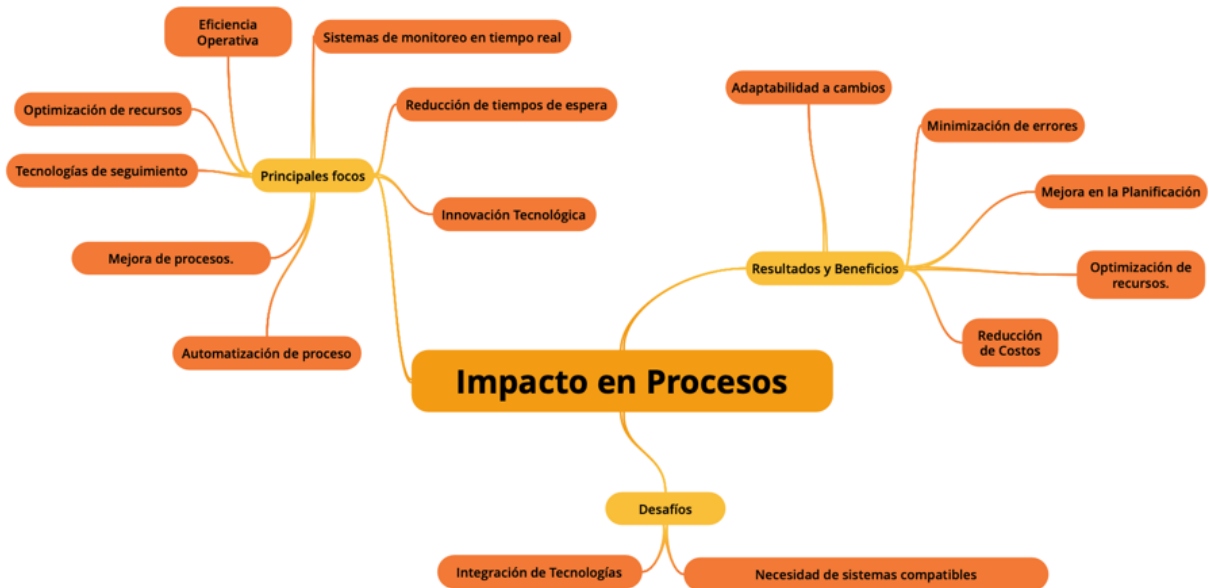 Eficiencia
Operativa
Sistemas de monitoreo en tiempo real
Optimización de recursos
Reducción de tiempos de espera
Tecnologías de seguimiento
Principales focos
Innovación Tecnológica
Mejora de procesos.
Automatización de proceso
Adaptabilidad a cambios
Minimización de errores
Mejora en la Planificación
Resultados y Beneficios
Optimización de
recursos.
Reducción
de Costos
Impacto en Procesos
Desafíos
Integración de Tecnologías
Necesidad de sistemas compatibles